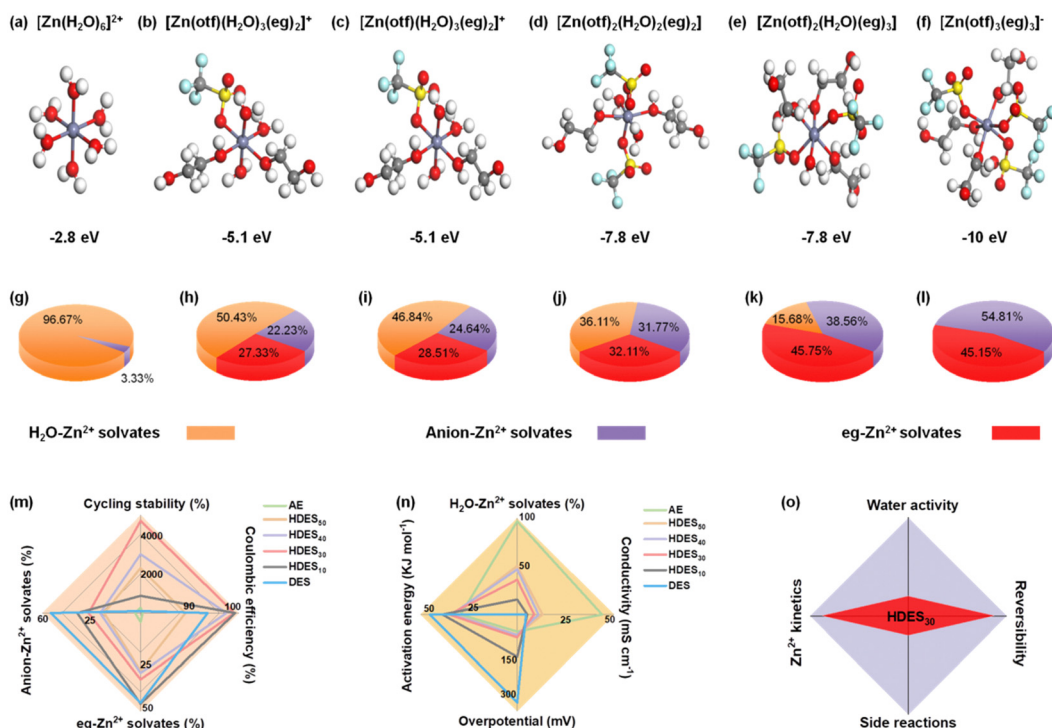 (a) [Zn(H₂O)₆]²⁺ (b) [Zn(otf)(H₂O)₃(eg)₂]⁺ (c) [Zn(otf)(H₂O)₃(eg)₂]⁺ (d) [Zn(otf)₂(H₂O)₂(eg)₂] (e) [Zn(otf)₂(H₂O)(eg)₃] (f) [Zn(otf)₃(eg)₃]⁻
-2.8 eV -5.1 eV -5.1 eV -7.8 eV -7.8 eV -10 eV
(g) (h) (i) (j) (k) (l)
96.67% 3.33%
50.43% 22.23% 27.33%
46.84% 24.64% 28.51%
36.11% 31.77% 32.11%
15.68% 38.56% 45.75%
54.81% 45.15%
H₂O-Zn²⁺ solvates Anion-Zn²⁺ solvates eg-Zn²⁺ solvates
(m) Cycling stability (%)
AE
HDES₅₀
HDES₄₀
HDES₃₀
HDES₁₀
DES
4000
2000
90 100
60 25
25
50
Anion-Zn²⁺ solvates (%)
Coulombic efficiency (%)
eg-Zn²⁺ solvates (%)
(n) H₂O-Zn²⁺ solvates (%)
AE
HDES₅₀
HDES₄₀
HDES₃₀
HDES₁₀
DES
100
50
50 25 25 50
150
300
Activation energy (KJ mol⁻¹)
Conductivity (mS cm⁻¹)
Overpotential (mV)
(o) Water activity
Zn²⁺ kinetics
HDES₃₀
Reversibility
Side reactions